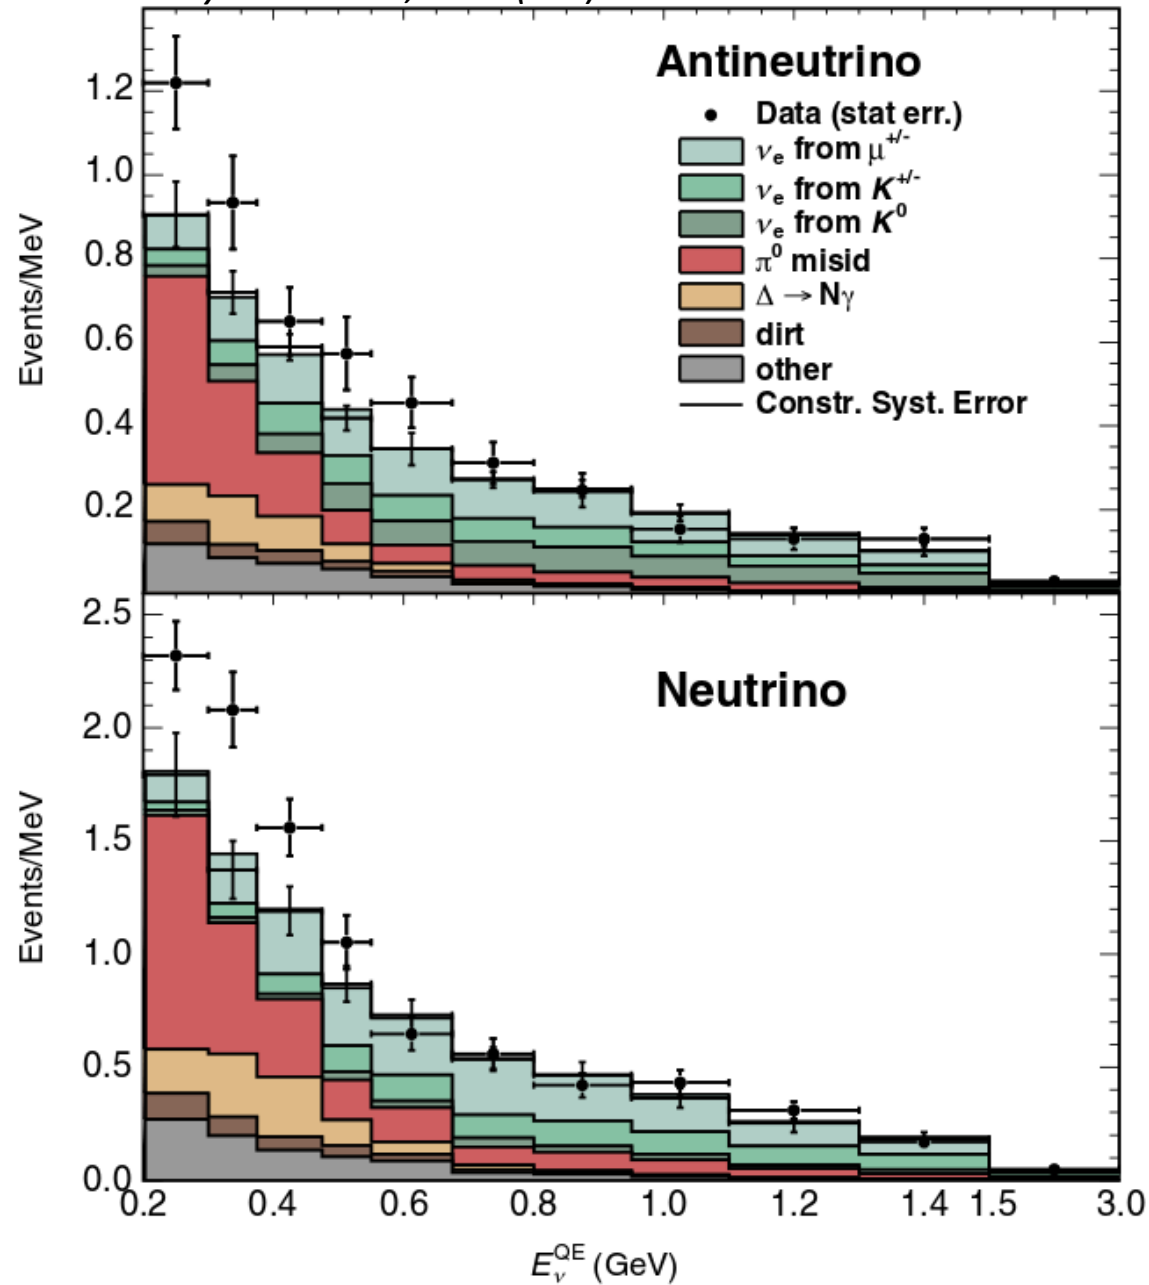 Antineutrino
Data (stat err.)
νe from μ+/-
νe from K+/-
νe from K0
π0 misid
Δ → Nγ
dirt
other
Constr. Syst. Error
Events/MeV
1.2
1.0
0.8
0.6
0.4
0.2
Neutrino
Events/MeV
2.5
2.0
1.5
1.0
0.5
0.0
0.2 0.4 0.6 0.8 1.0 1.2 1.4 1.5 3.0
EνQE (GeV)